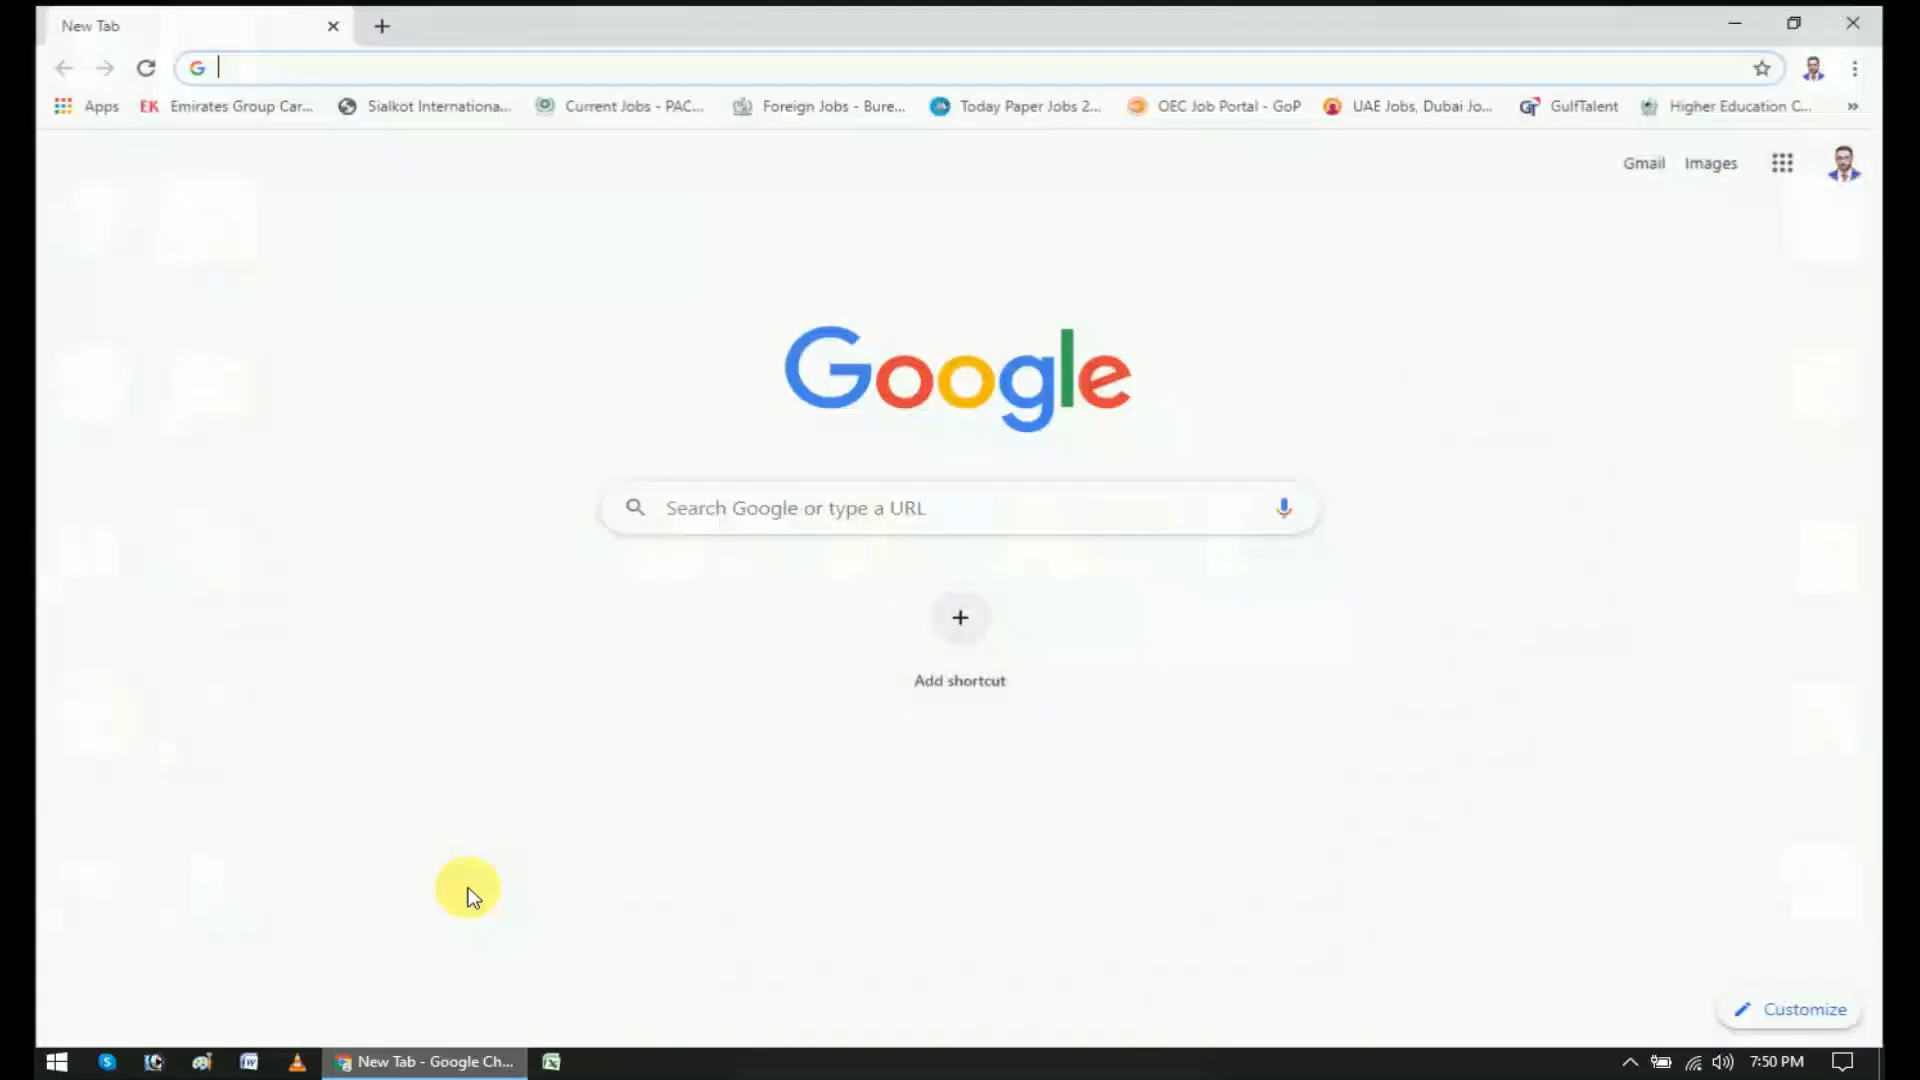 New Tab
Apps
EK Emirates Group Car...
Sialkot Internationa...
Current Jobs - PAC...
Foreign Jobs - Bure...
Today Paper Jobs 2...
OEC Job Portal - GoP
UAE Jobs, Dubai Jo...
GulfTalent
Higher Education C...
Gmail
Images
Google
Search Google or type a URL
Add shortcut
Customize
New Tab - Google Ch...
7:50 PM